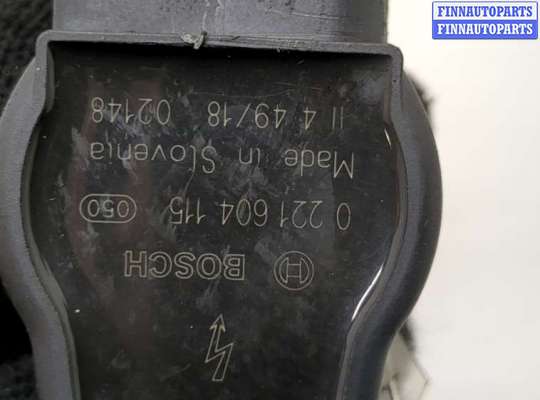 FINNAUTOPARTS
FINNAUTOPARTS
BOSCH
0 221 604 115 050
Made in Slovenia
II 4 49/18 02148